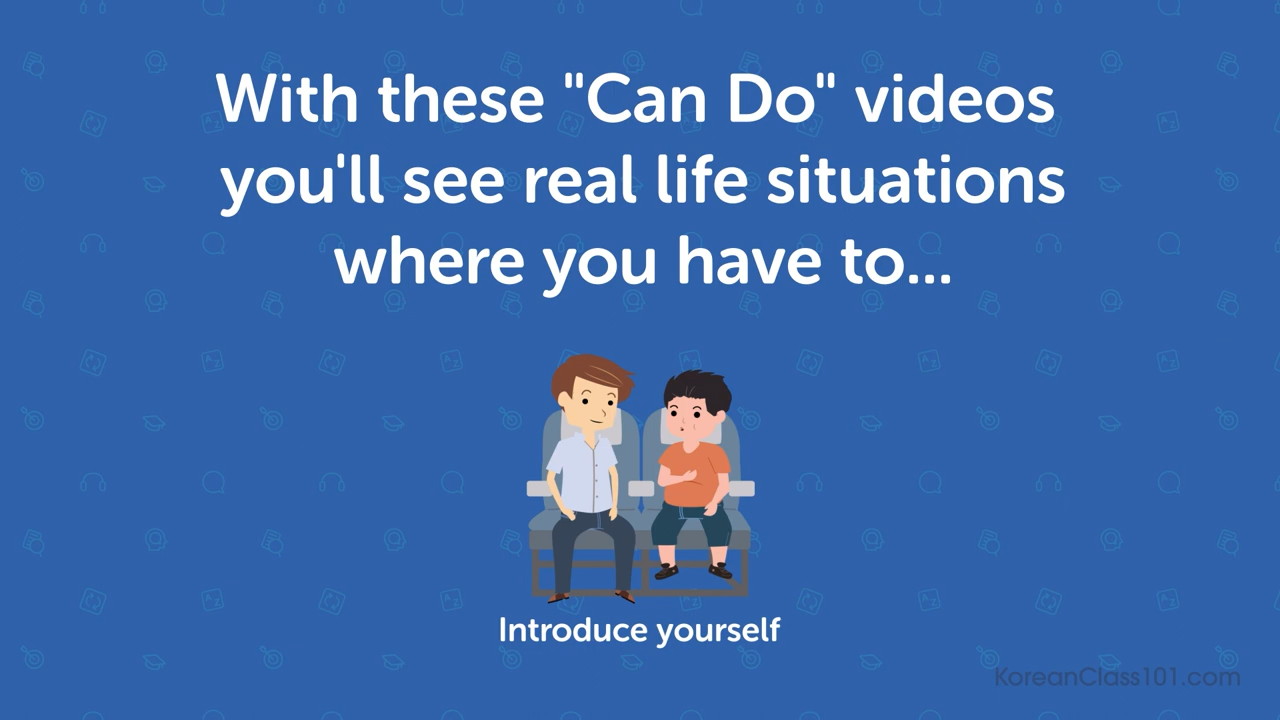 With these "Can Do" videos
you'll see real life situations
where you have to...
Introduce yourself
KoreanClass101.com